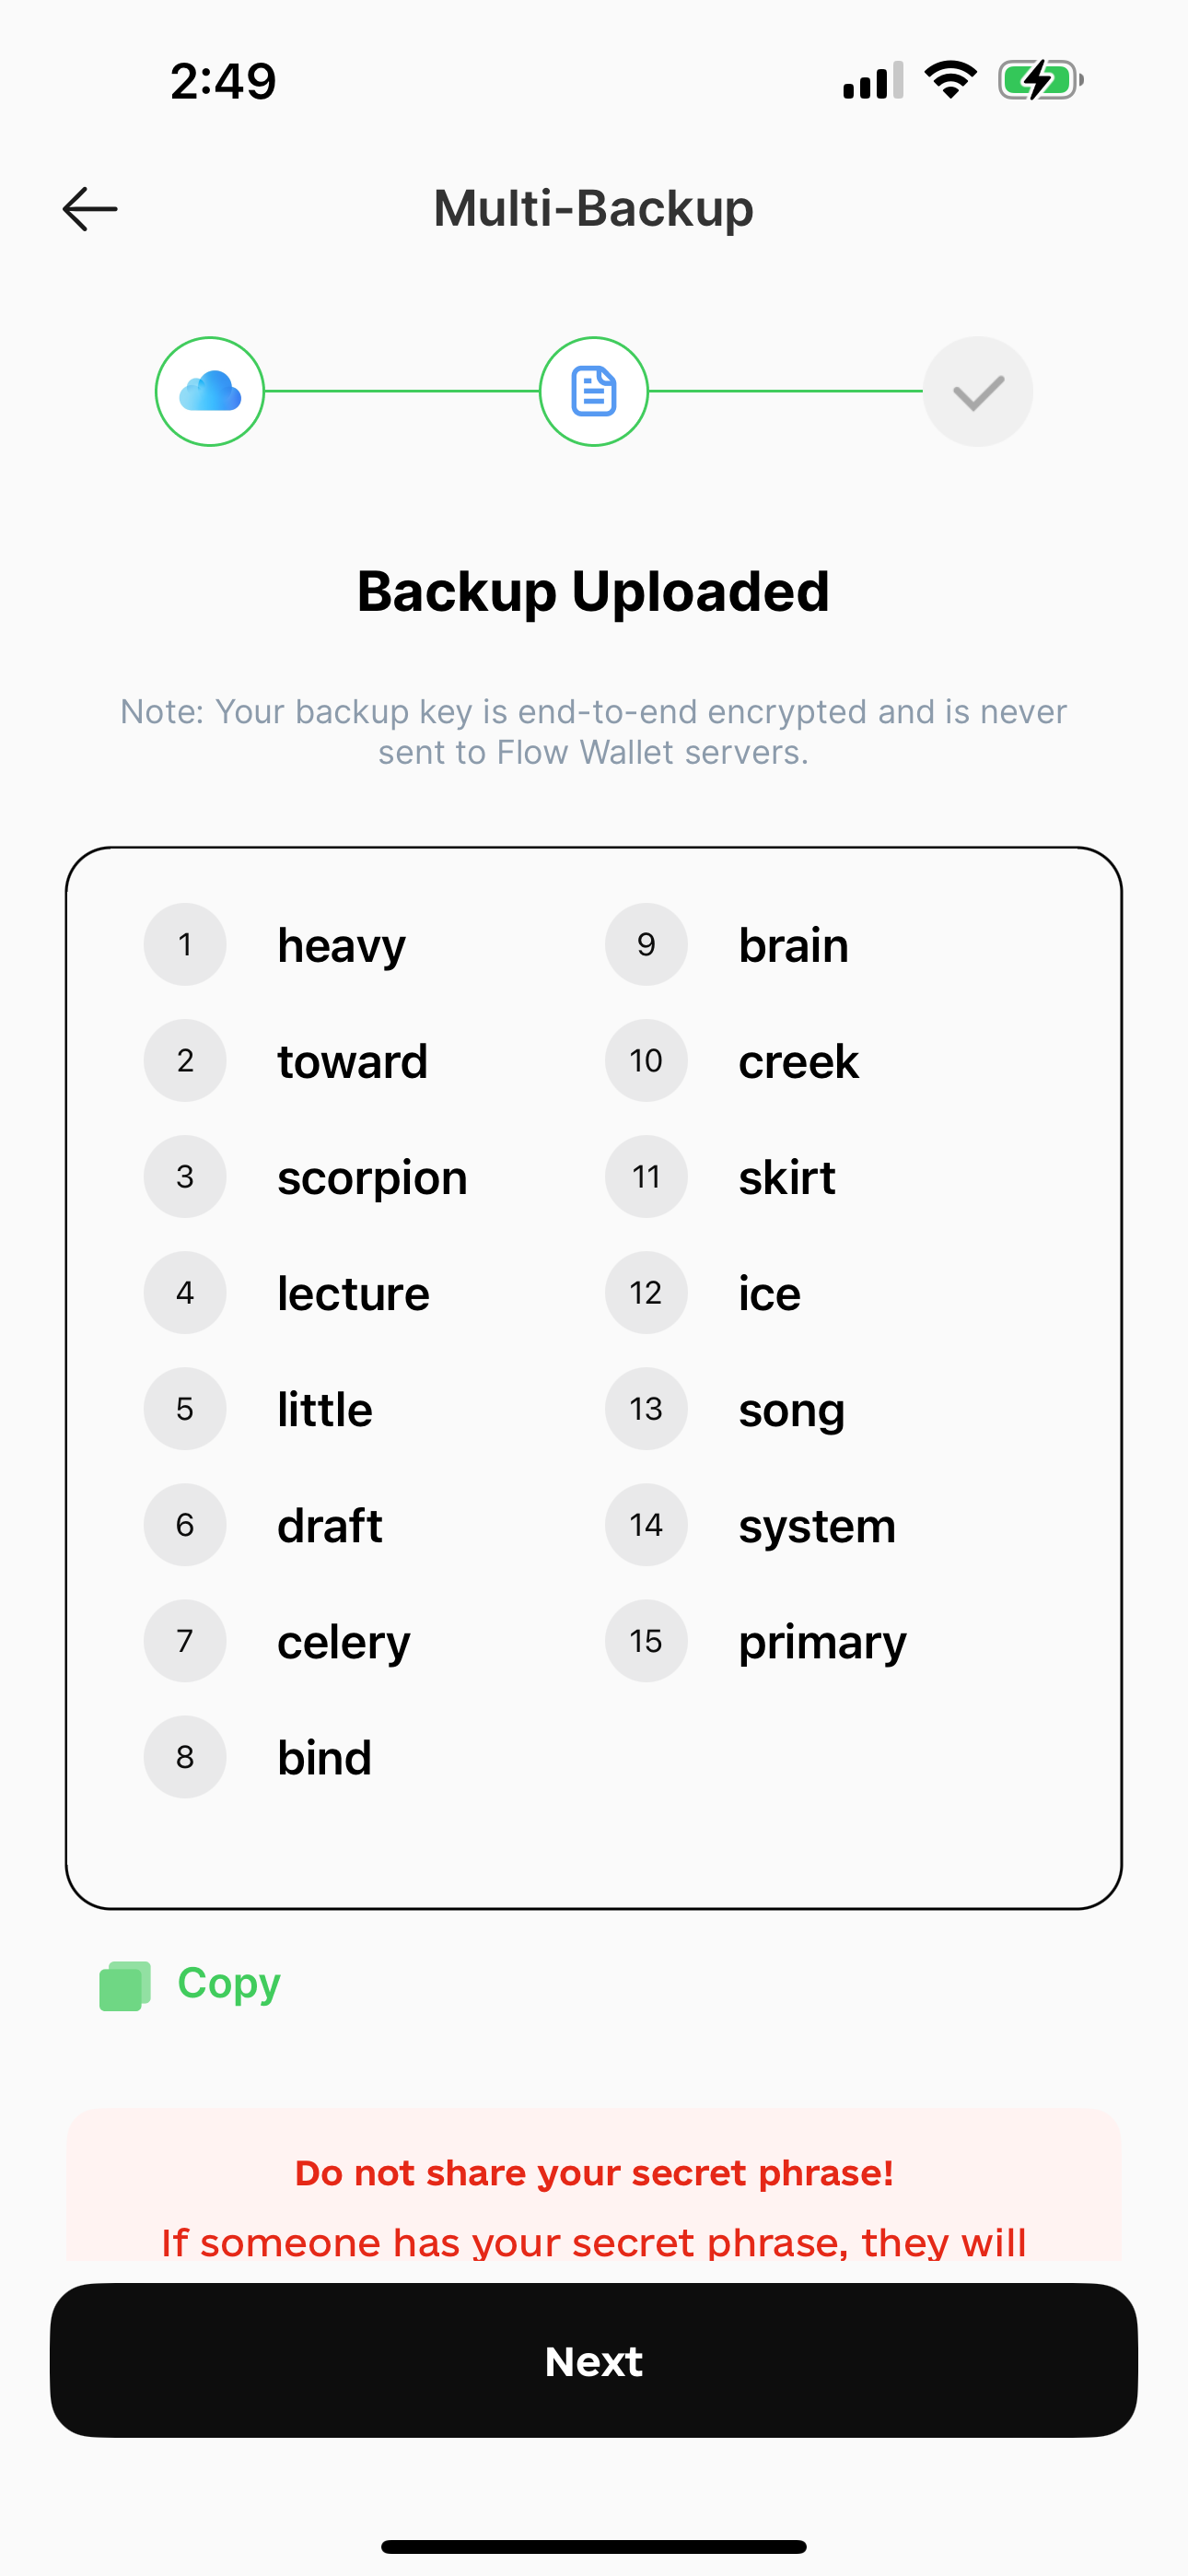 2:49
Multi-Backup
Backup Uploaded
Note: Your backup key is end-to-end encrypted and is never
sent to Flow Wallet servers.
1 heavy
2 toward
3 scorpion
4 lecture
5 little
6 draft
7 celery
8 bind
9 brain
10 creek
11 skirt
12 ice
13 song
14 system
15 primary
Copy
Do not share your secret phrase!
If someone has your secret phrase, they will
Next